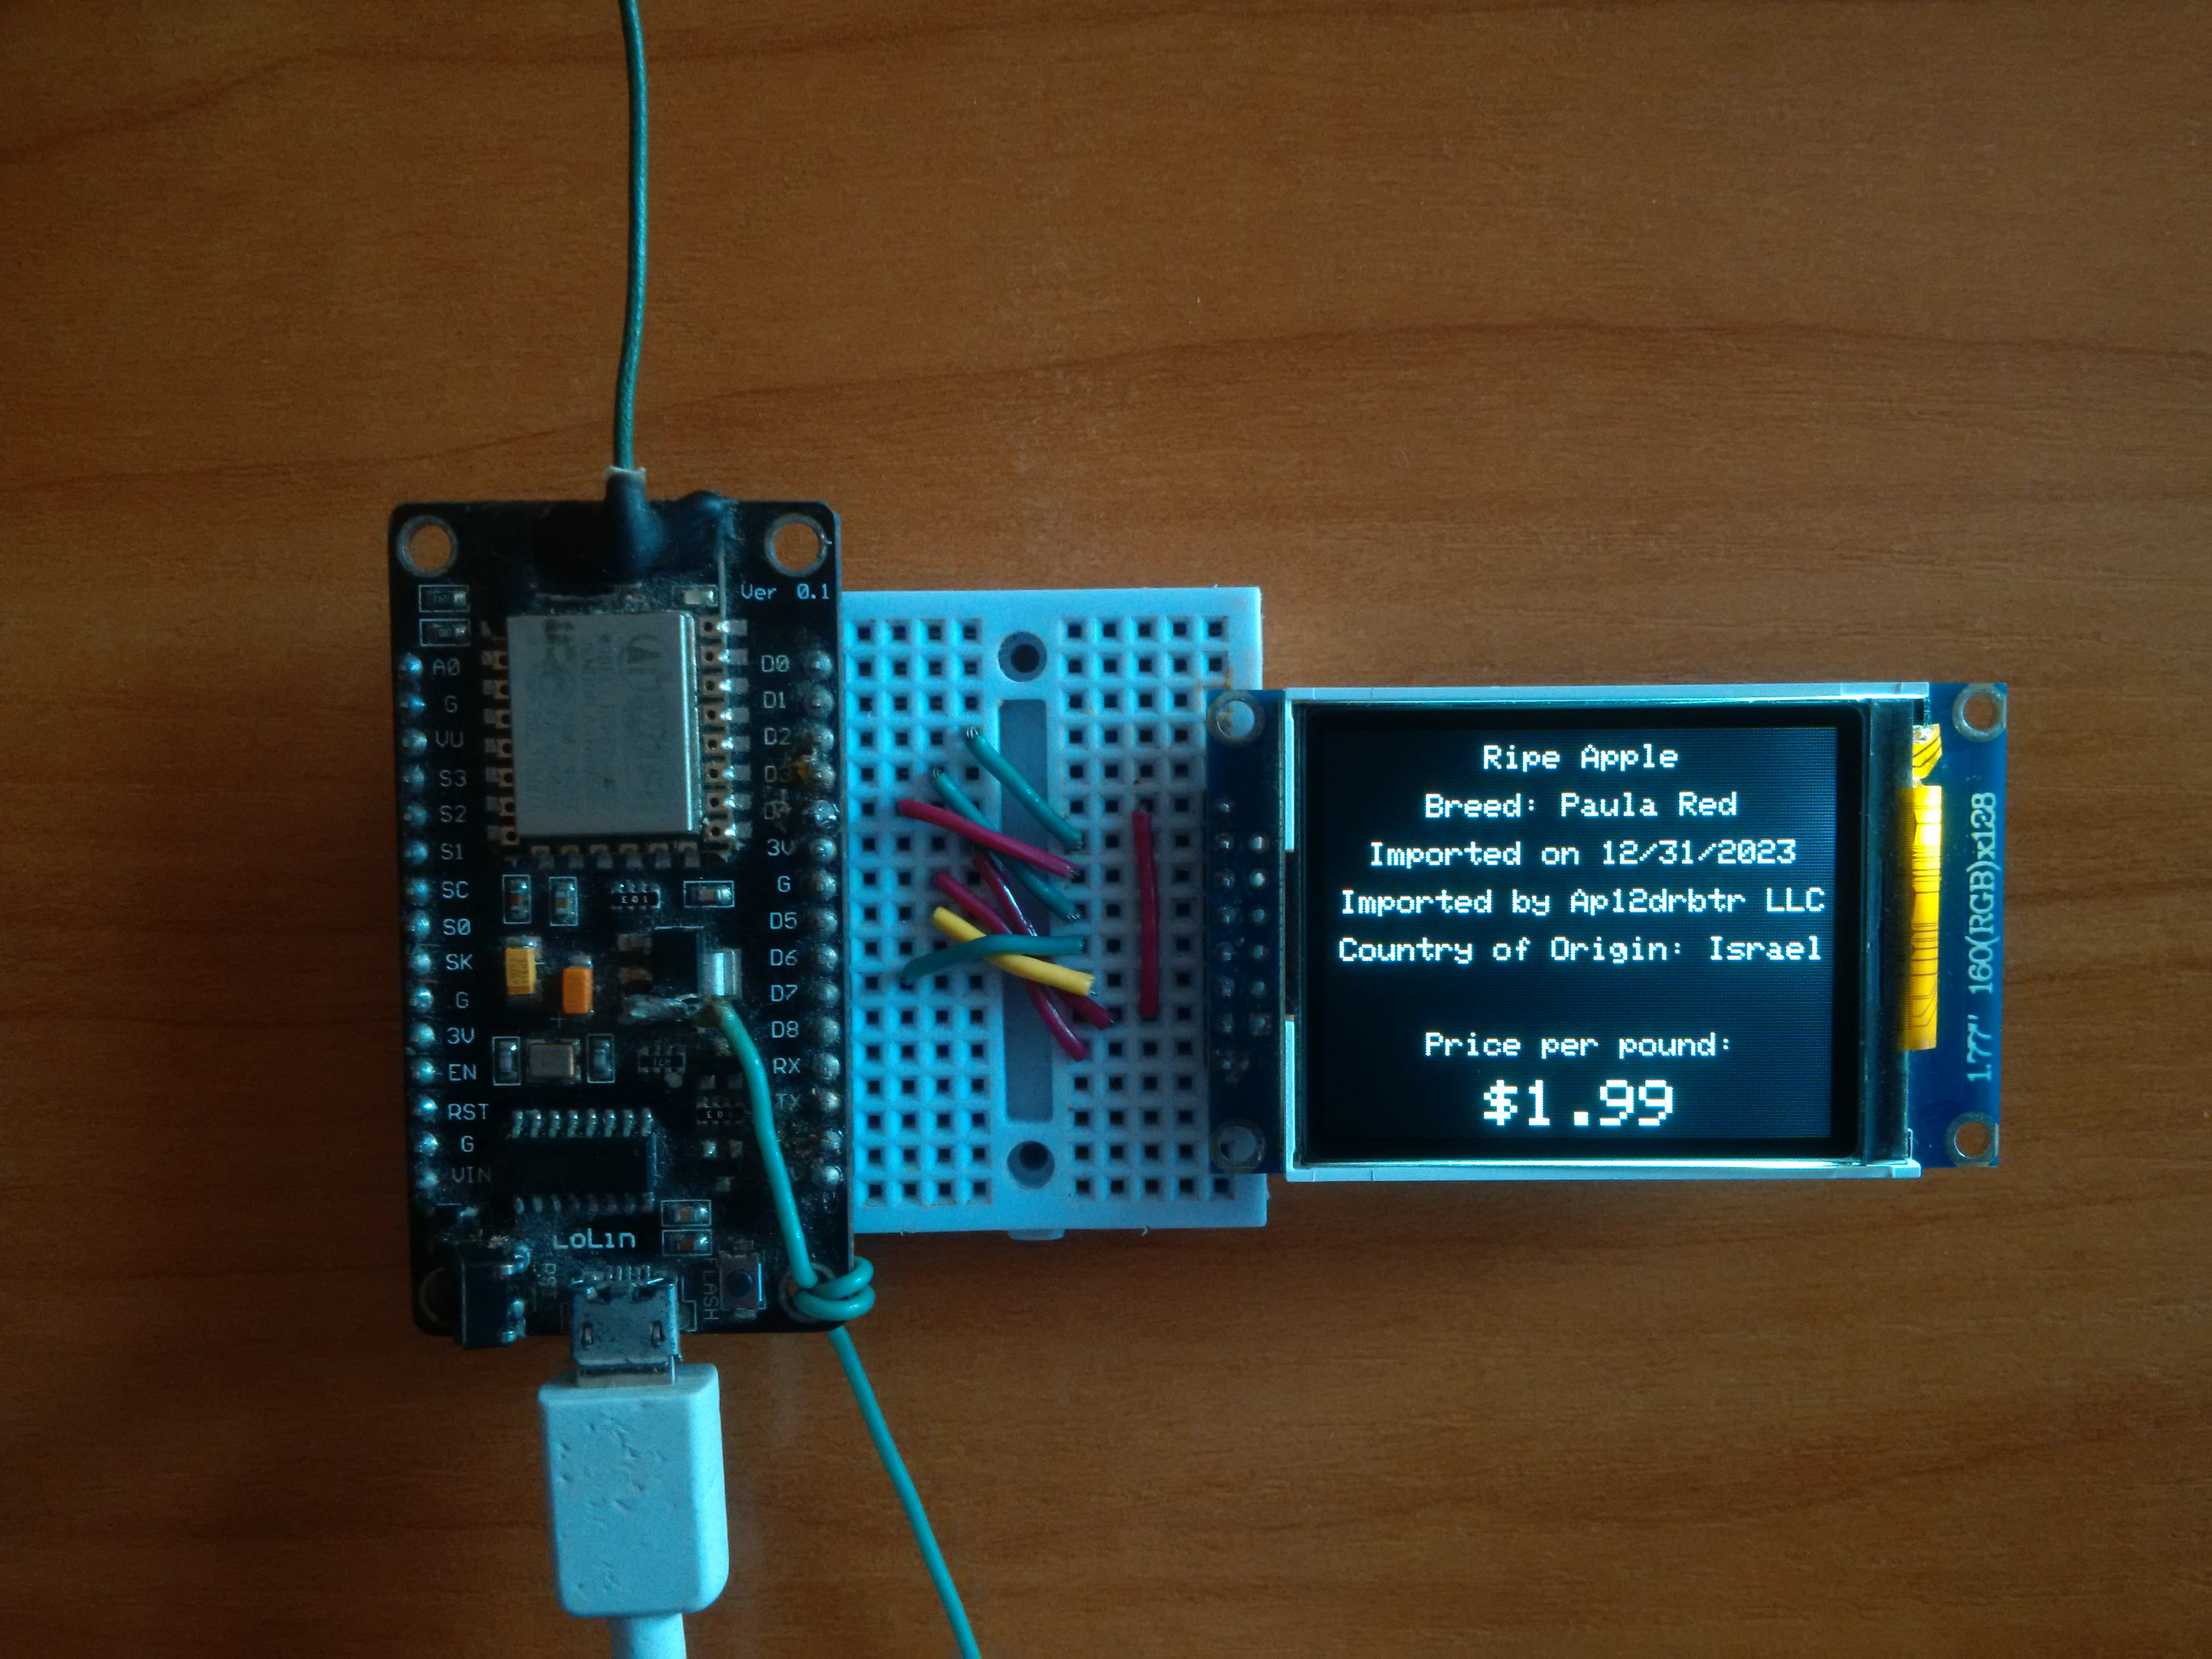 Ver 0.1
A0
G
VU
S3
S2
S1
SC
S0
SK
G
3V
EN
RST
G
VIN
D0
D1
D2
D3
D4
3V
G
D5
D6
D7
D8
RX
TX
103
103
LoLin
FLASH
Ripe Apple
Breed: Paula Red
Imported on 12/31/2023
Imported by Ap12drbtr LLC
Country of Origin: Israel
Price per pound:
$1.99
1.77'' 160(RGB)x128